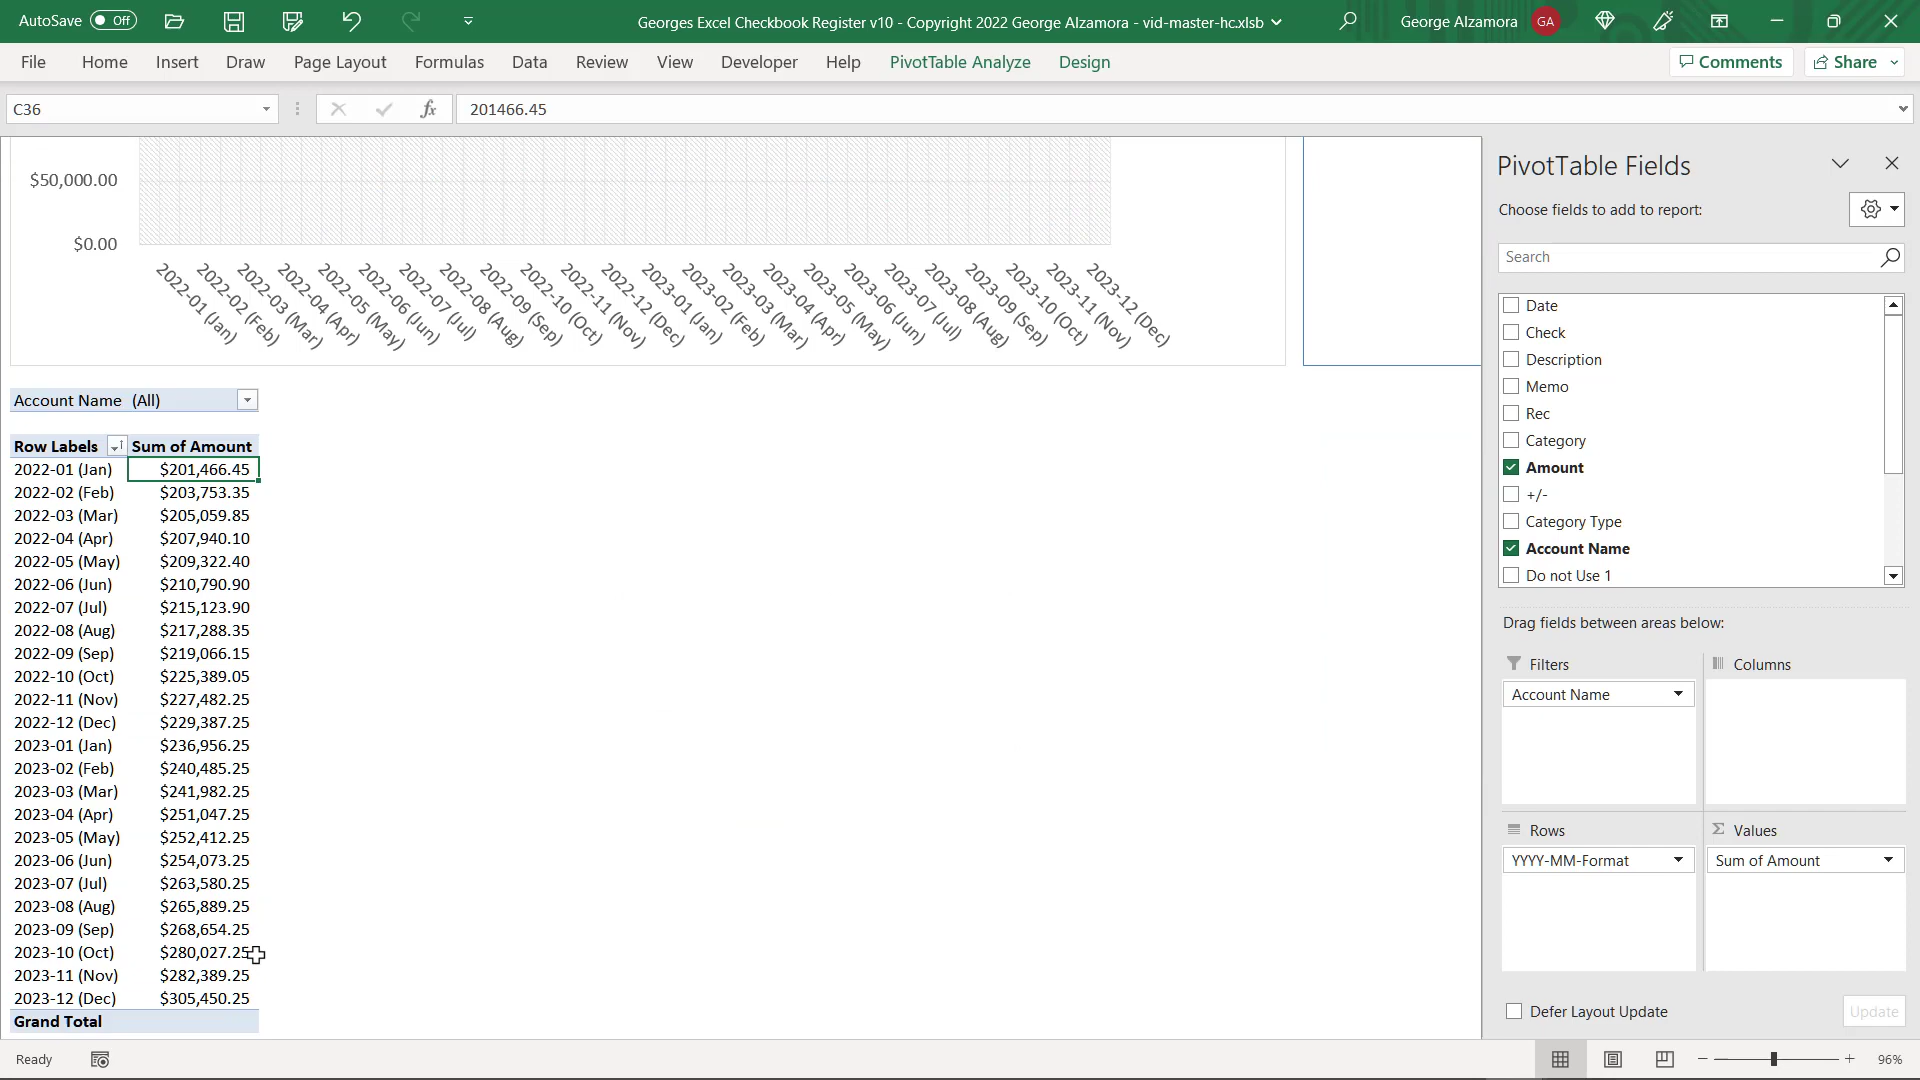 AutoSave Off
Georges Excel Checkbook Register v10 - Copyright 2022 George Alzamora - vid-master-hc.xlsb
George Alzamora GA
File Home Insert Draw Page Layout Formulas Data Review View Developer Help PivotTable Analyze Design
Comments Share
C36 fx 201466.45
$50,000.00
$0.00
2022-01 (Jan)
2022-02 (Feb)
2022-03 (Mar)
2022-04 (Apr)
2022-05 (May)
2022-06 (Jun)
2022-07 (Jul)
2022-08 (Aug)
2022-09 (Sep)
2022-10 (Oct)
2022-11 (Nov)
2022-12 (Dec)
2023-01 (Jan)
2023-02 (Feb)
2023-03 (Mar)
2023-04 (Apr)
2023-05 (May)
2023-06 (Jun)
2023-07 (Jul)
2023-08 (Aug)
2023-09 (Sep)
2023-10 (Oct)
2023-11 (Nov)
2023-12 (Dec)
Account Name (All)
Row Labels Sum of Amount
2022-01 (Jan) $201,466.45
2022-02 (Feb) $203,753.35
2022-03 (Mar) $205,059.85
2022-04 (Apr) $207,940.10
2022-05 (May) $209,322.40
2022-06 (Jun) $210,790.90
2022-07 (Jul) $215,123.90
2022-08 (Aug) $217,288.35
2022-09 (Sep) $219,066.15
2022-10 (Oct) $225,389.05
2022-11 (Nov) $227,482.25
2022-12 (Dec) $229,387.25
2023-01 (Jan) $236,956.25
2023-02 (Feb) $240,485.25
2023-03 (Mar) $241,982.25
2023-04 (Apr) $251,047.25
2023-05 (May) $252,412.25
2023-06 (Jun) $254,073.25
2023-07 (Jul) $263,580.25
2023-08 (Aug) $265,889.25
2023-09 (Sep) $268,654.25
2023-10 (Oct) $280,027.25
2023-11 (Nov) $282,389.25
2023-12 (Dec) $305,450.25
Grand Total
PivotTable Fields
Choose fields to add to report:
Search
Date
Check
Description
Memo
Rec
Category
Amount
+/-
Category Type
Account Name
Do not Use 1
Drag fields between areas below:
Filters
Account Name
Columns
Rows
YYYY-MM-Format
Σ Values
Sum of Amount
Defer Layout Update
Update
Ready
96%